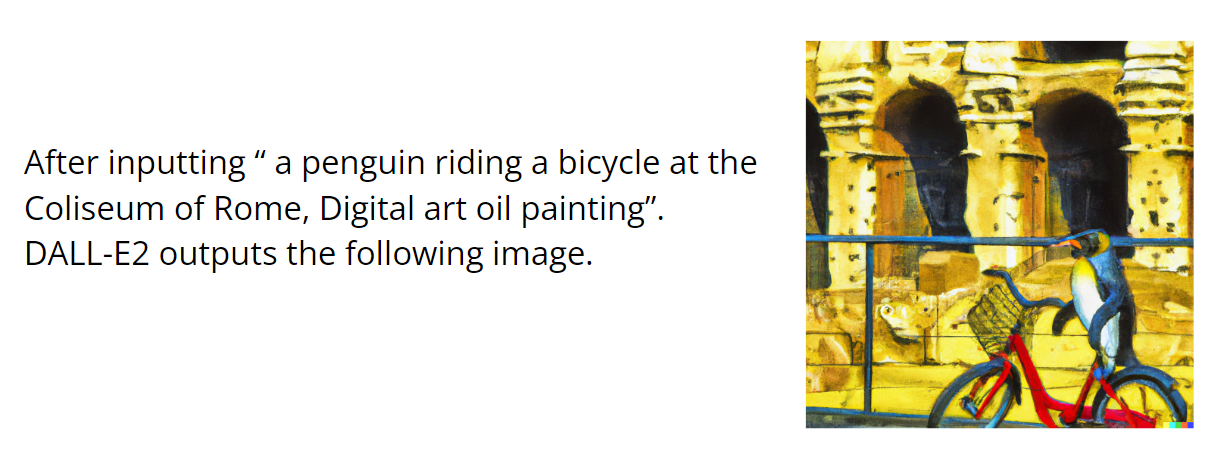 After inputting “ a penguin riding a bicycle at the
Coliseum of Rome, Digital art oil painting”.
DALL-E2 outputs the following image.